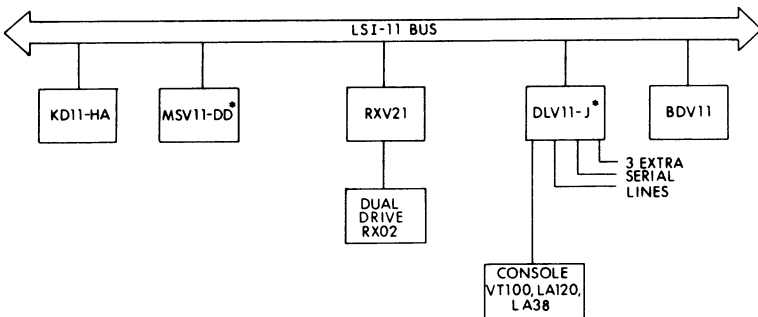 LSI-11 BUS
KD11-HA
MSV11-DD*
RXV21
DLV11-J*
BDV11
3 EXTRA
SERIAL
LINES
DUAL
DRIVE
RX02
CONSOLE
VT100, LA120,
LA38